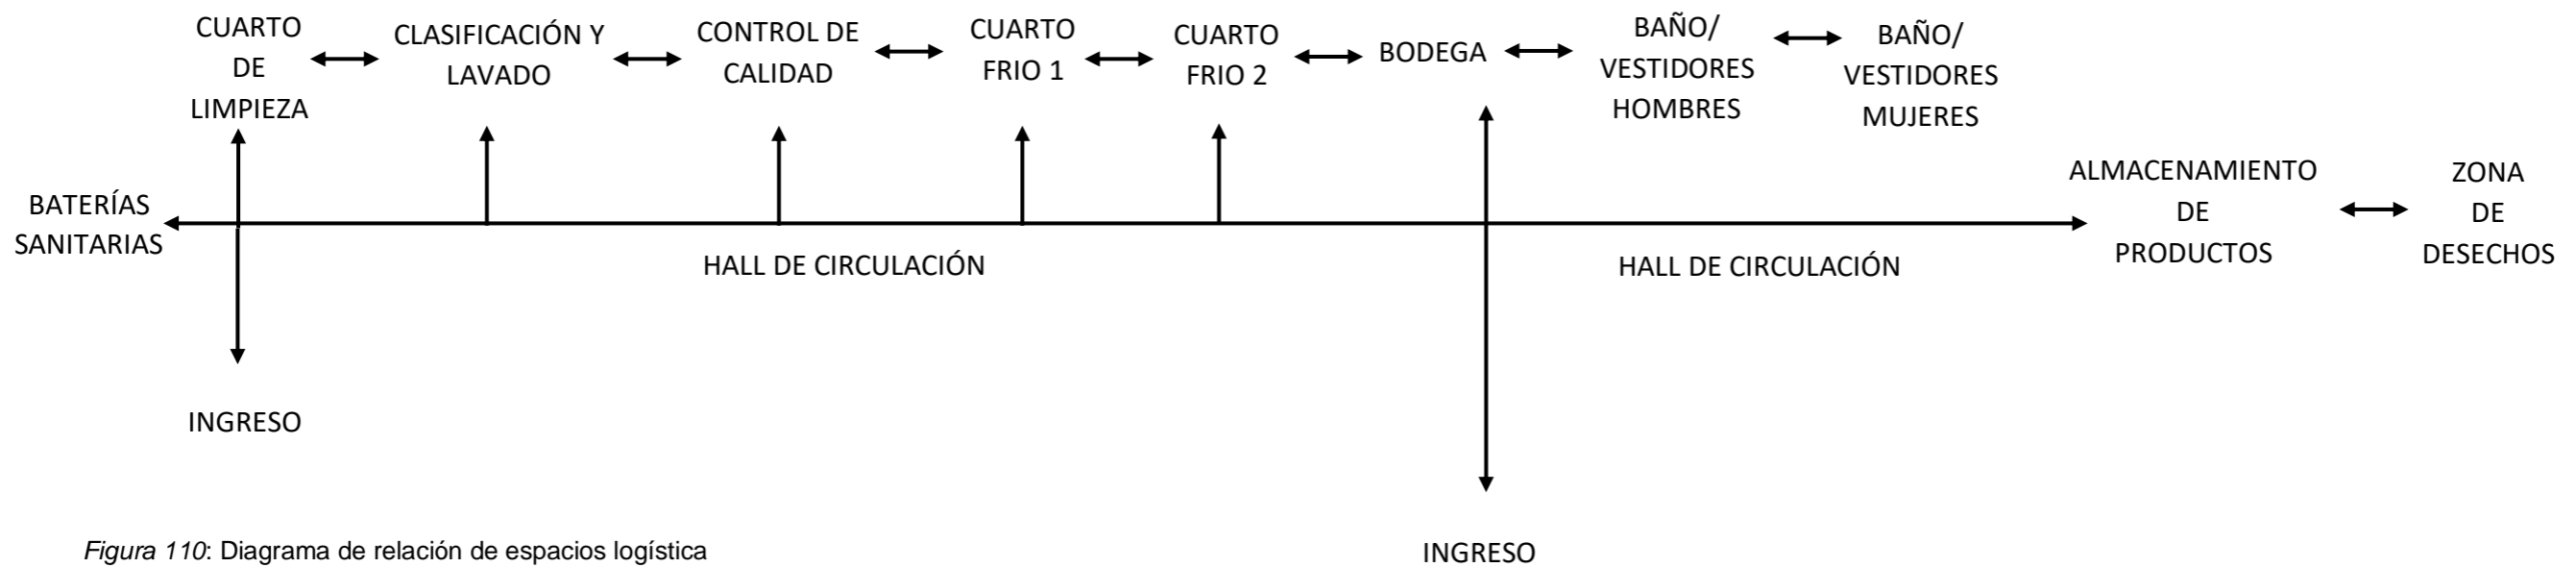 CUARTO
DE
LIMPIEZA
CLASIFICACIÓN Y
LAVADO
CONTROL DE
CALIDAD
CUARTO
FRIO 1
CUARTO
FRIO 2
BODEGA
BAÑO/
VESTIDORES
HOMBRES
BAÑO/
VESTIDORES
MUJERES
BATERÍAS
SANITARIAS
HALL DE CIRCULACIÓN
HALL DE CIRCULACIÓN
ALMACENAMIENTO
DE
PRODUCTOS
ZONA
DE
DESECHOS
INGRESO
INGRESO
Figura 110: Diagrama de relación de espacios logística